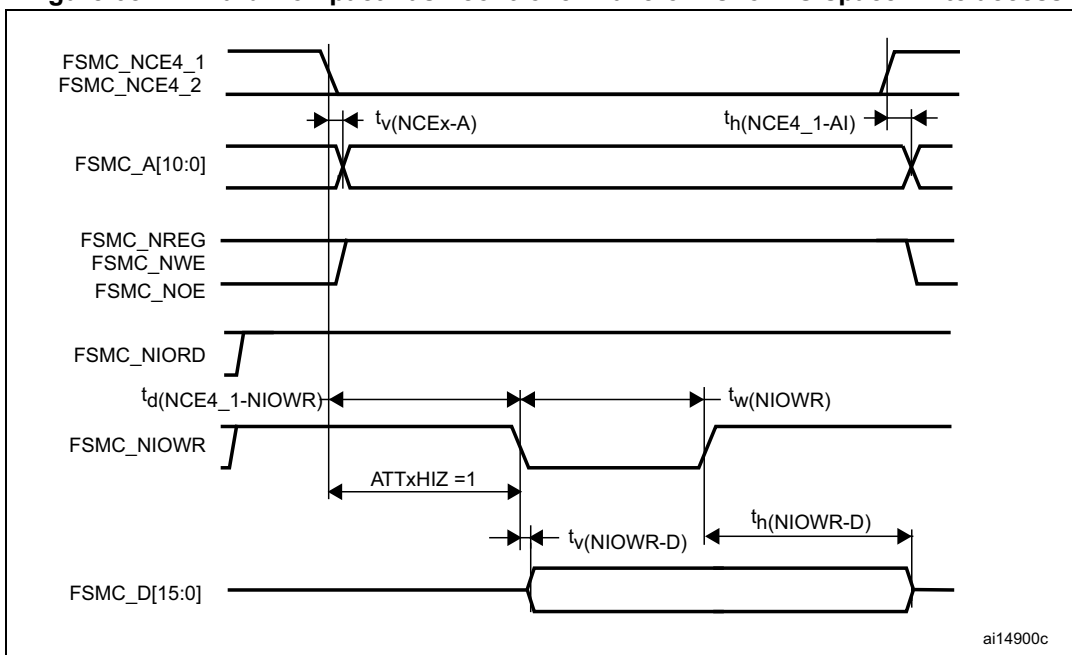 FSMC_NCE4_1
FSMC_NCE4_2
tv(NCEx-A)
th(NCE4_1-AI)
FSMC_A[10:0]
FSMC_NREG
FSMC_NWE
FSMC_NOE
FSMC_NIORD
td(NCE4_1-NIOWR)
tw(NIOWR)
FSMC_NIOWR
ATTxHIZ =1
tv(NIOWR-D)
th(NIOWR-D)
FSMC_D[15:0]
ai14900c